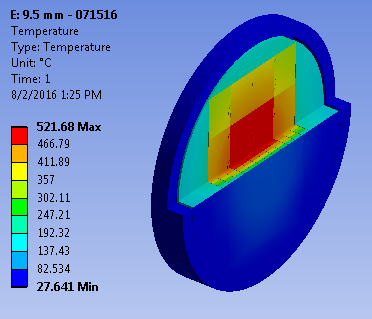 E: 9.5 mm - 071516
Temperature
Type: Temperature
Unit: °C
Time: 1
8/2/2016 1:25 PM
521.68 Max
466.79
411.89
357
302.11
247.21
192.32
137.43
82.534
27.641 Min